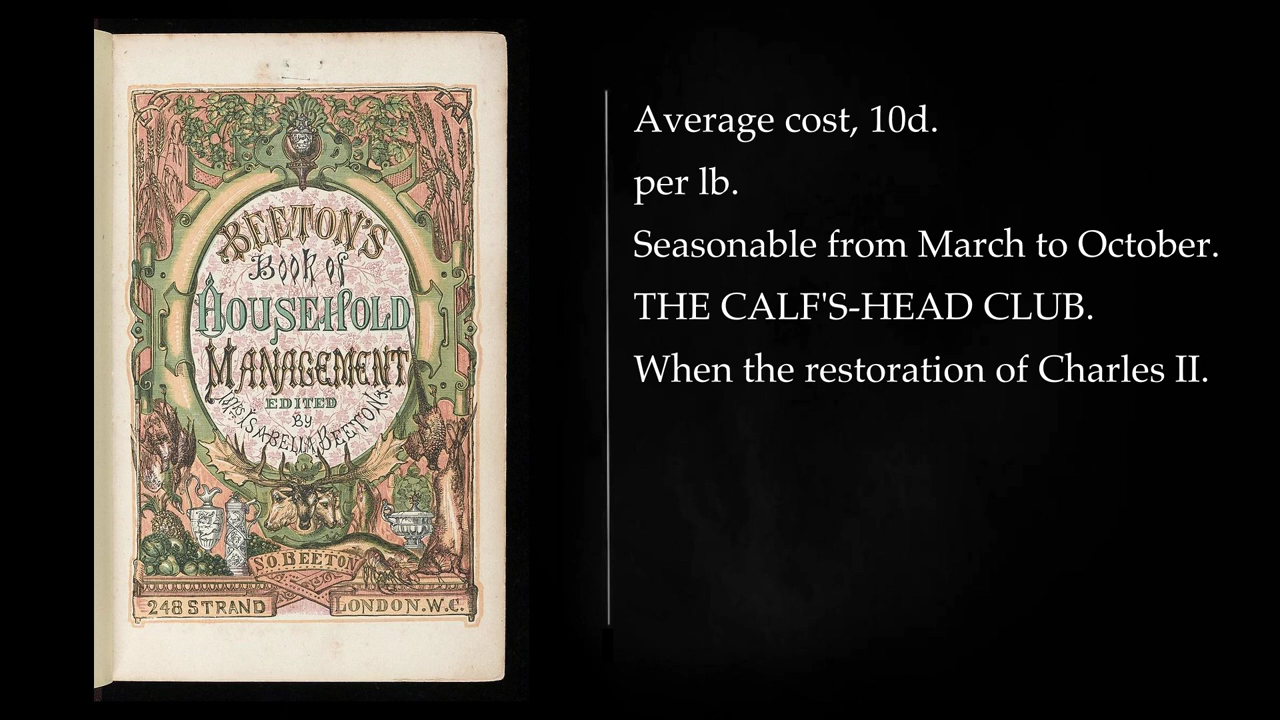 BEETON'S
Book of
HOUSEHOLD
MANAGEMENT
EDITED
By
Mrs ISABELLA BEETON.
S.O. BEETON
248 STRAND
LONDON.W.C.
Average cost, 10d.
per lb.
Seasonable from March to October.
THE CALF'S-HEAD CLUB.
When the restoration of Charles II.